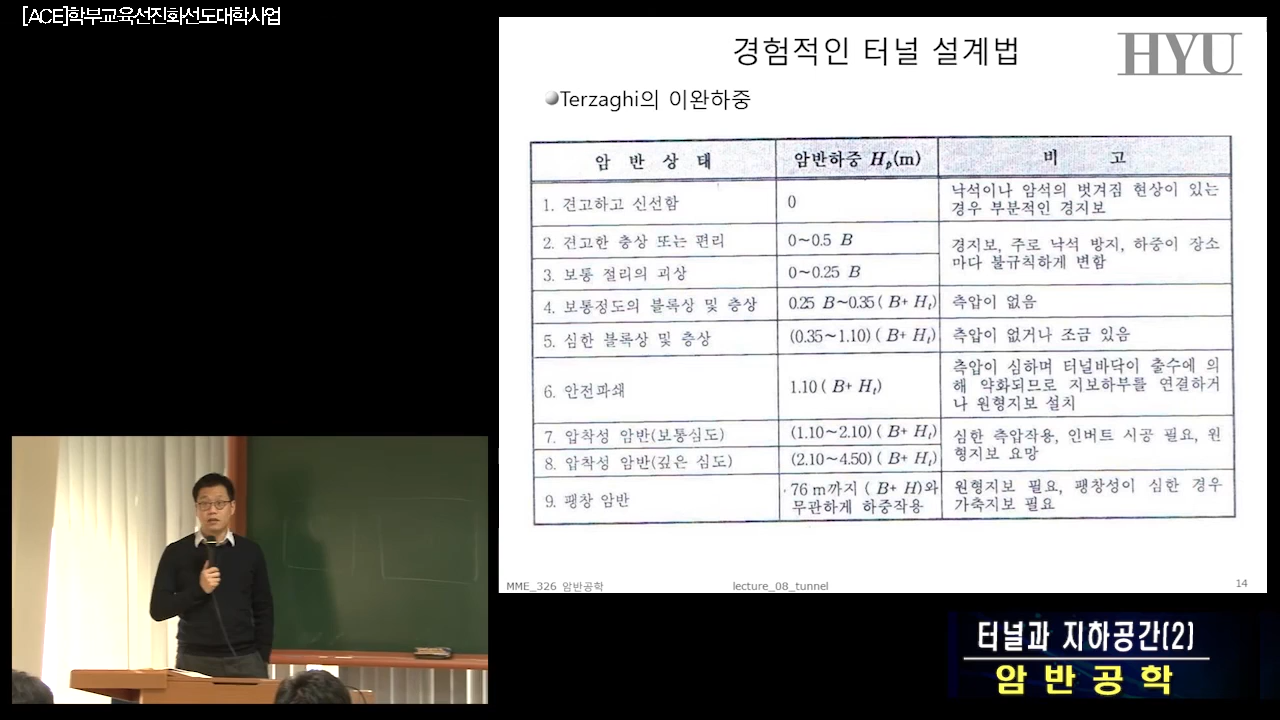 [ACE]학부교육선진화선도대학사업
경험적인 터널 설계법
HYU
Terzaghi의 이완하중
암 반 상 태
암반하중 Hp(m)
비 고
1. 견고하고 신선함
0
낙석이나 암석의 벗겨짐 현상이 있는
경우 부분적인 경지보
2. 견고한 층상 또는 편리
0~0.5 B
경지보, 주로 낙석 방지, 하중이 장소
마다 불규칙하게 변함
3. 보통 절리의 괴상
0~0.25 B
4. 보통정도의 블록상 및 층상
0.25 B~0.35( B+ Ht)
측압이 없음
5. 심한 블록상 및 층상
(0.35~1.10)( B+ Ht)
측압이 없거나 조금 있음
6. 안전파쇄
1.10( B+ Ht)
측압이 심하며 터널바닥이 출수에 의
해 약화되므로 지보하부를 연결하거
나 원형지보 설치
7. 압착성 암반(보통심도)
(1.10~2.10)( B+ Ht)
심한 측압작용, 인버트 시공 필요, 원
형지보 요망
8. 압착성 암반(깊은 심도)
(2.10~4.50)( B+ Ht)
9. 팽창 암반
76 m까지 ( B+ H)와
무관하게 하중작용
원형지보 필요, 팽창성이 심한 경우
가축지보 필요
MME_326 암반공학
lecture_08_tunnel
14
터널과 지하공간(2)
암 반 공 학